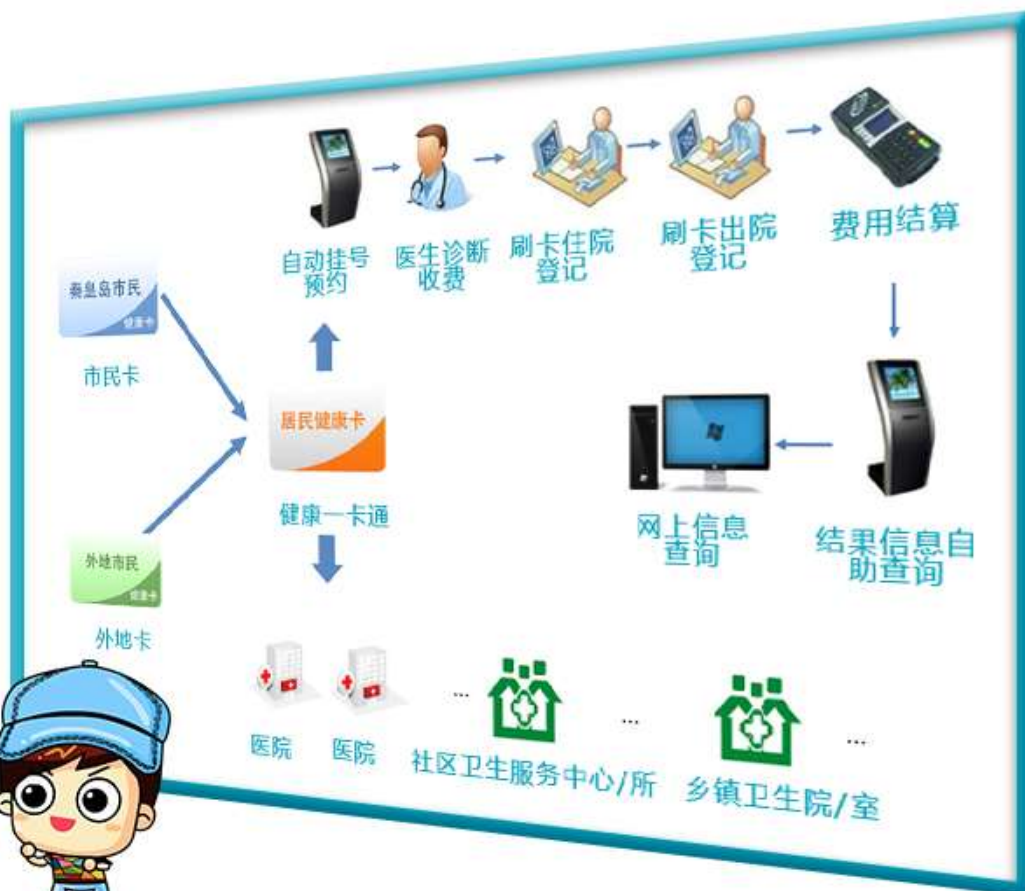 自动挂号
预约
医生诊断
收费
刷卡住院
登记
刷卡出院
登记
费用结算
秦皇岛市民
健康卡
市民卡
居民健康卡
健康一卡通
外地市民
健康卡
外地卡
网上信息
查询
结果信息自
助查询
医院
医院
...
社区卫生服务中心/所
...
乡镇卫生院/室
...